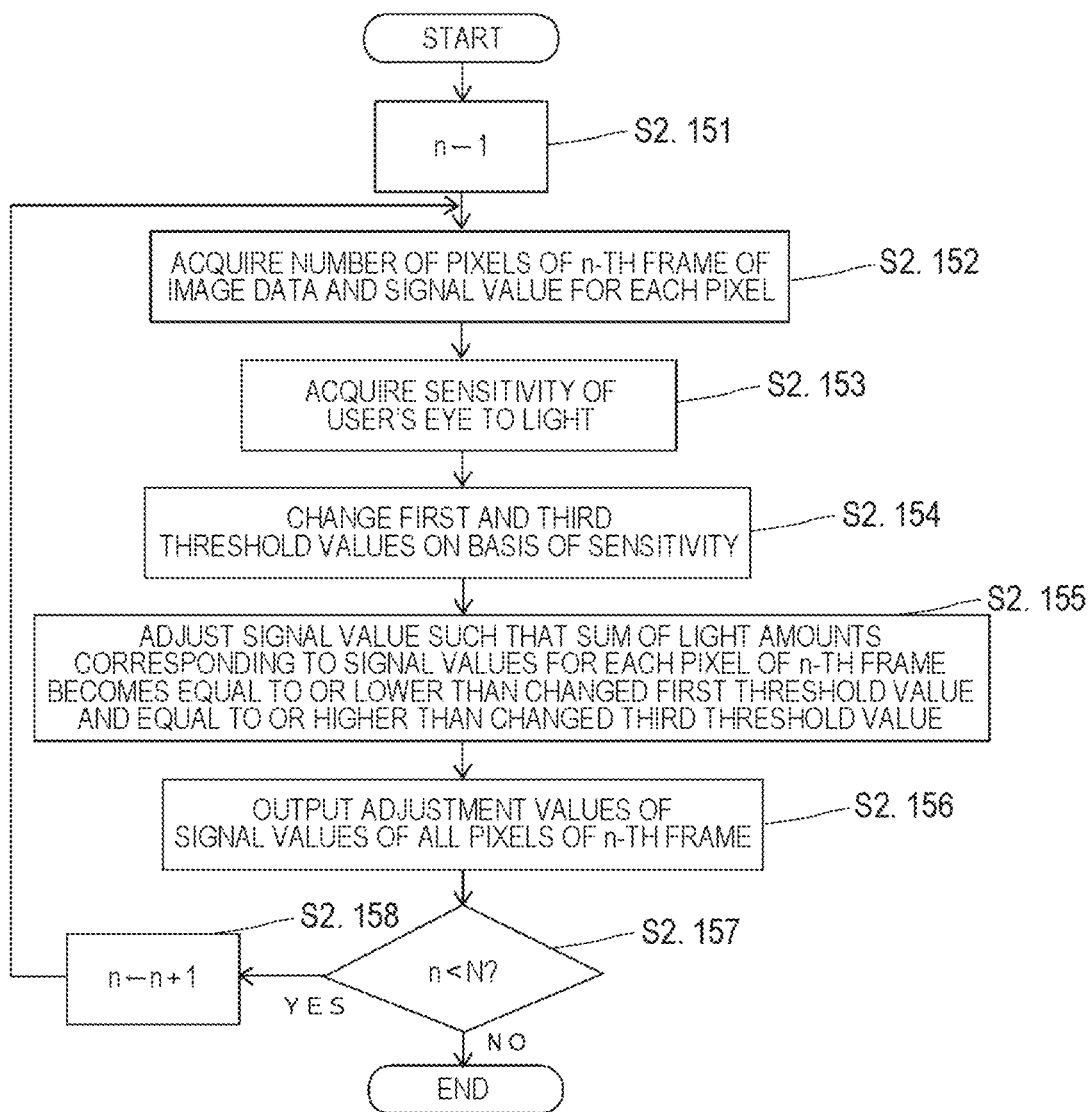 START
n←1
S2. 151
ACQUIRE NUMBER OF PIXELS OF n-TH FRAME OF
IMAGE DATA AND SIGNAL VALUE FOR EACH PIXEL
S2. 152
ACQUIRE SENSITIVITY OF
USER'S EYE TO LIGHT
S2. 153
CHANGE FIRST AND THIRD
THRESHOLD VALUES ON BASIS OF SENSITIVITY
S2. 154
S2. 155
ADJUST SIGNAL VALUE SUCH THAT SUM OF LIGHT AMOUNTS
CORRESPONDING TO SIGNAL VALUES FOR EACH PIXEL OF n-TH FRAME
BECOMES EQUAL TO OR LOWER THAN CHANGED FIRST THRESHOLD VALUE
AND EQUAL TO OR HIGHER THAN CHANGED THIRD THRESHOLD VALUE
OUTPUT ADJUSTMENT VALUES OF
SIGNAL VALUES OF ALL PIXELS OF n-TH FRAME
S2. 156
S2. 158
n←n+1
S2. 157
n<N?
YES
NO
END